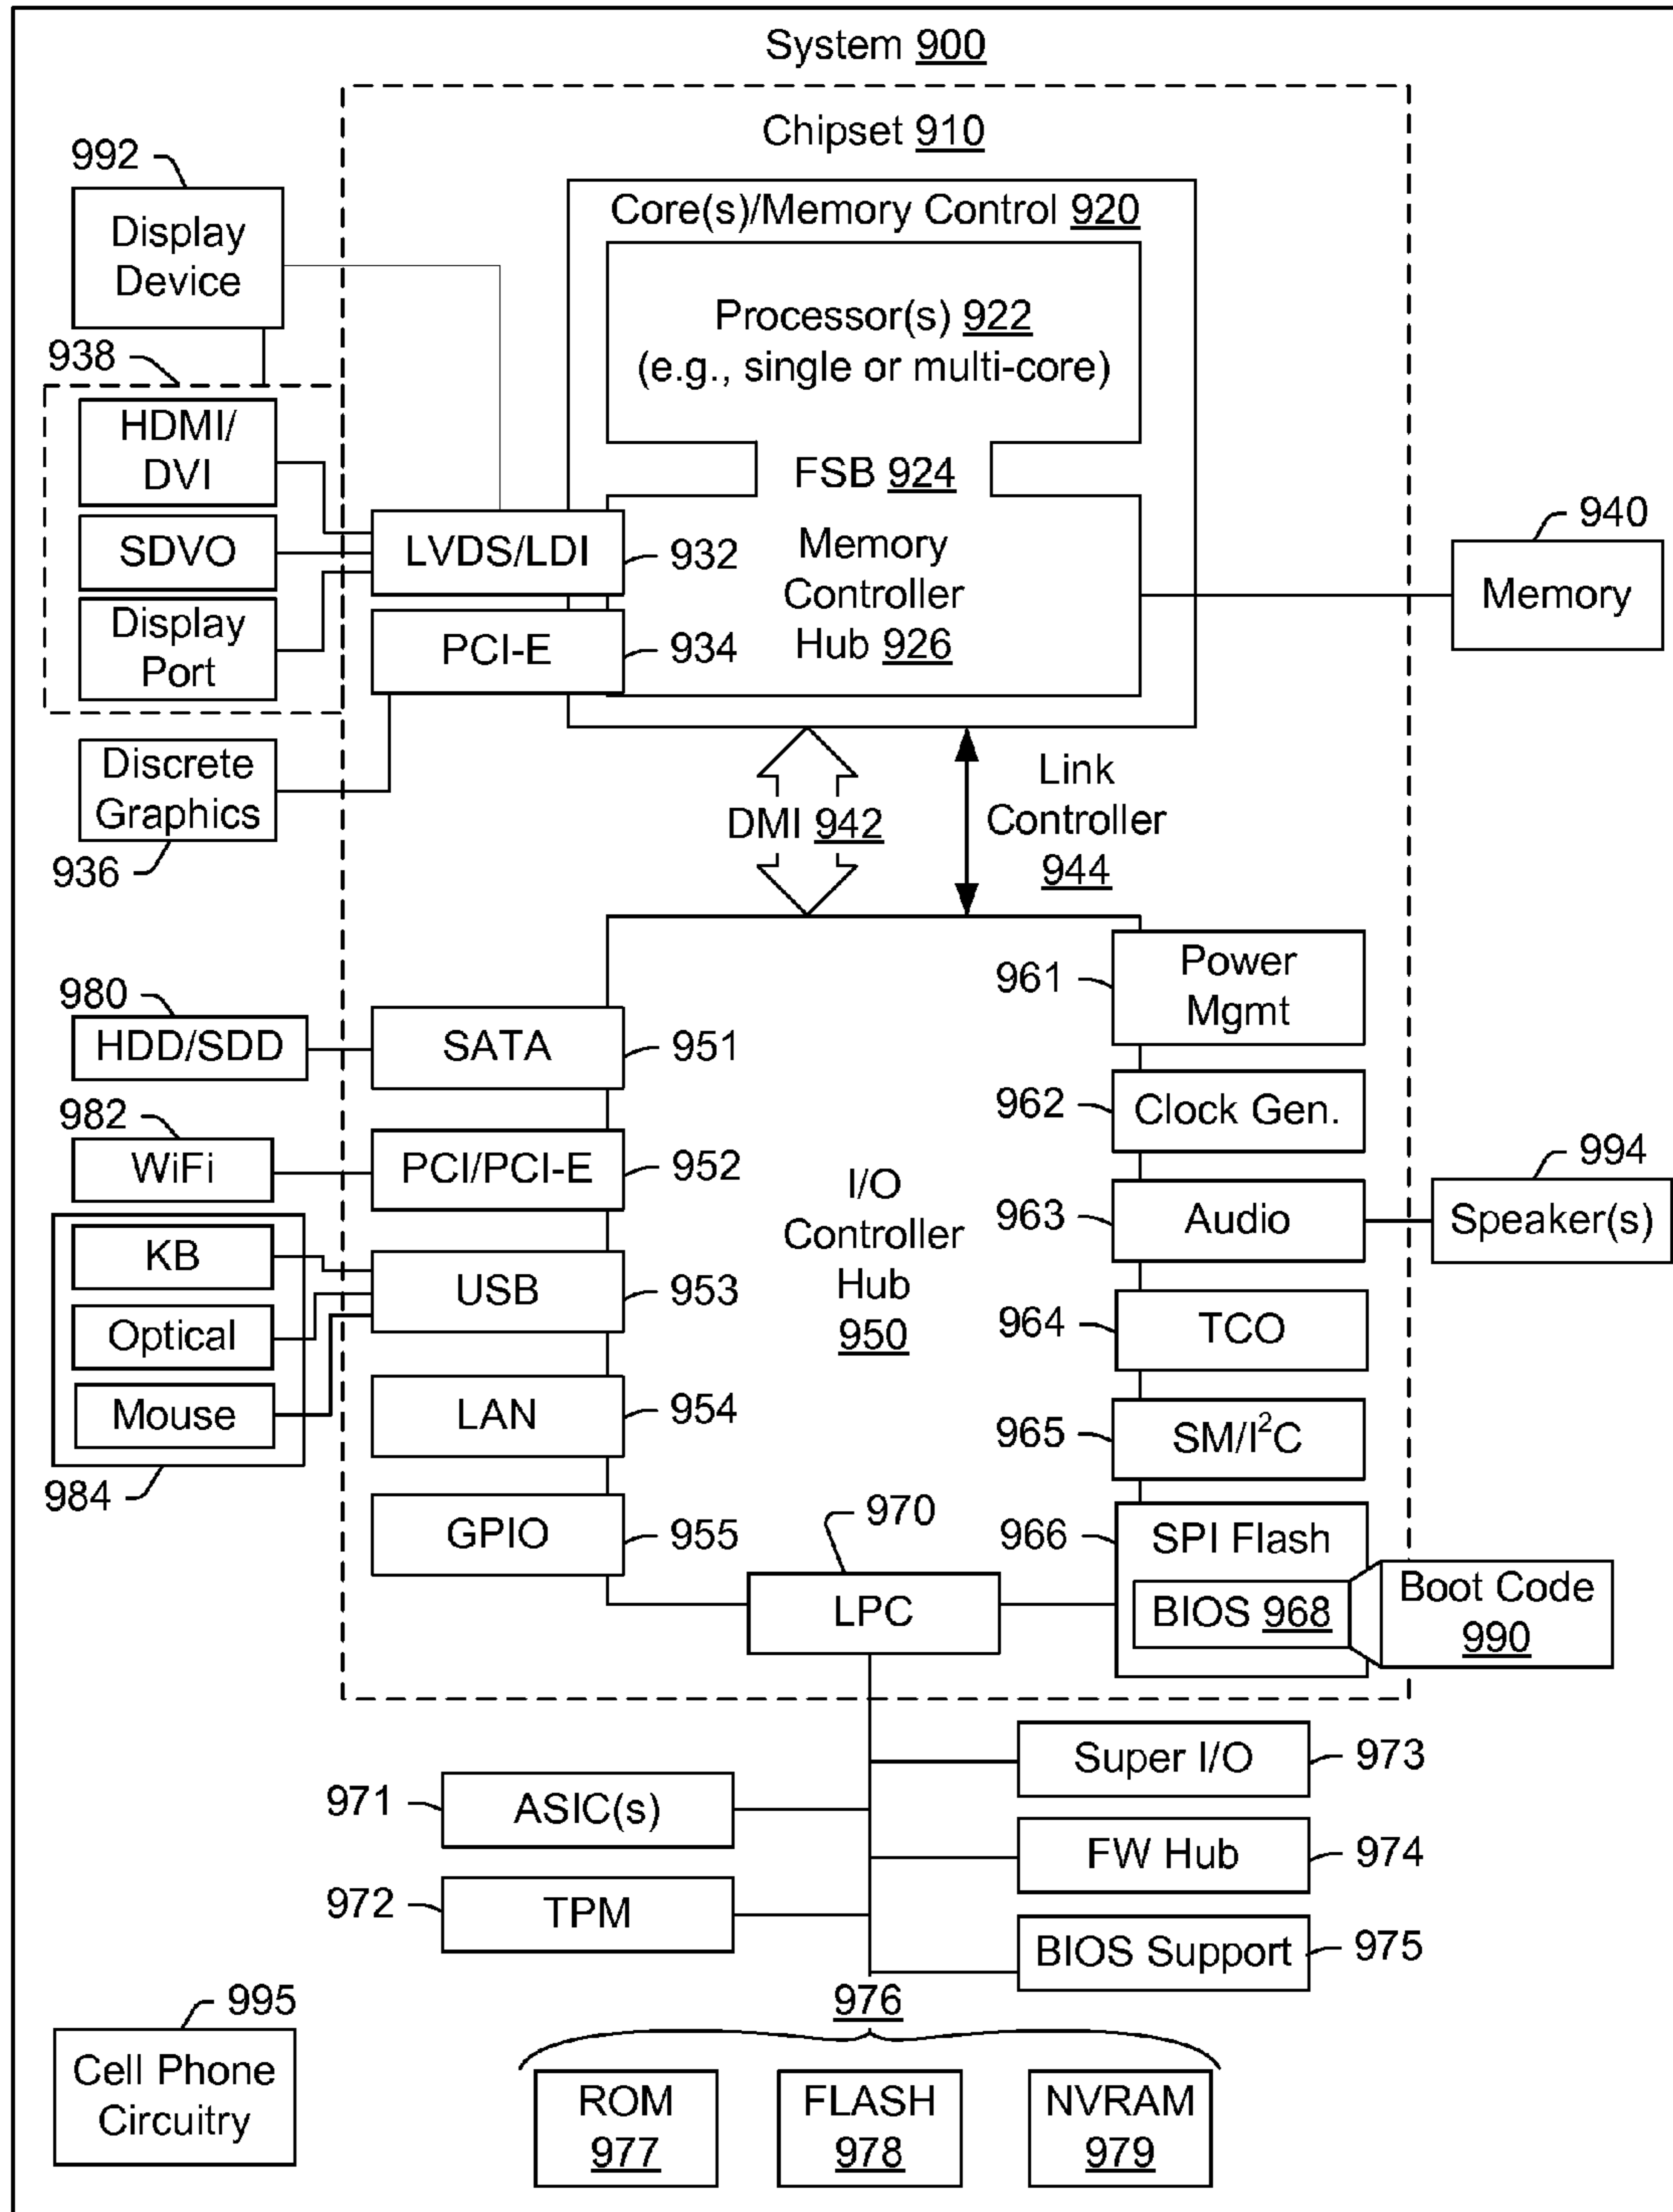 System 900
Chipset 910
992
Display
Device
Core(s)/Memory Control 920
Processor(s) 922
(e.g., single or multi-core)
FSB 924
Memory
Controller
Hub 926
938
HDMI/
DVI
SDVO
Display
Port
LVDS/LDI
932
PCI-E
934
Discrete
Graphics
936
940
Memory
DMI 942
Link
Controller
944
980
HDD/SDD
SATA
951
982
WiFi
PCI/PCI-E
952
KB
Optical
Mouse
984
USB
953
LAN
954
GPIO
955
I/O
Controller
Hub
950
961
Power
Mgmt
962
Clock Gen.
963
Audio
994
Speaker(s)
964
TCO
965
SM/I²C
966
SPI Flash
BIOS 968
Boot Code
990
970
LPC
971
ASIC(s)
972
TPM
Super I/O
973
FW Hub
974
BIOS Support
975
976
ROM
977
FLASH
978
NVRAM
979
995
Cell Phone
Circuitry